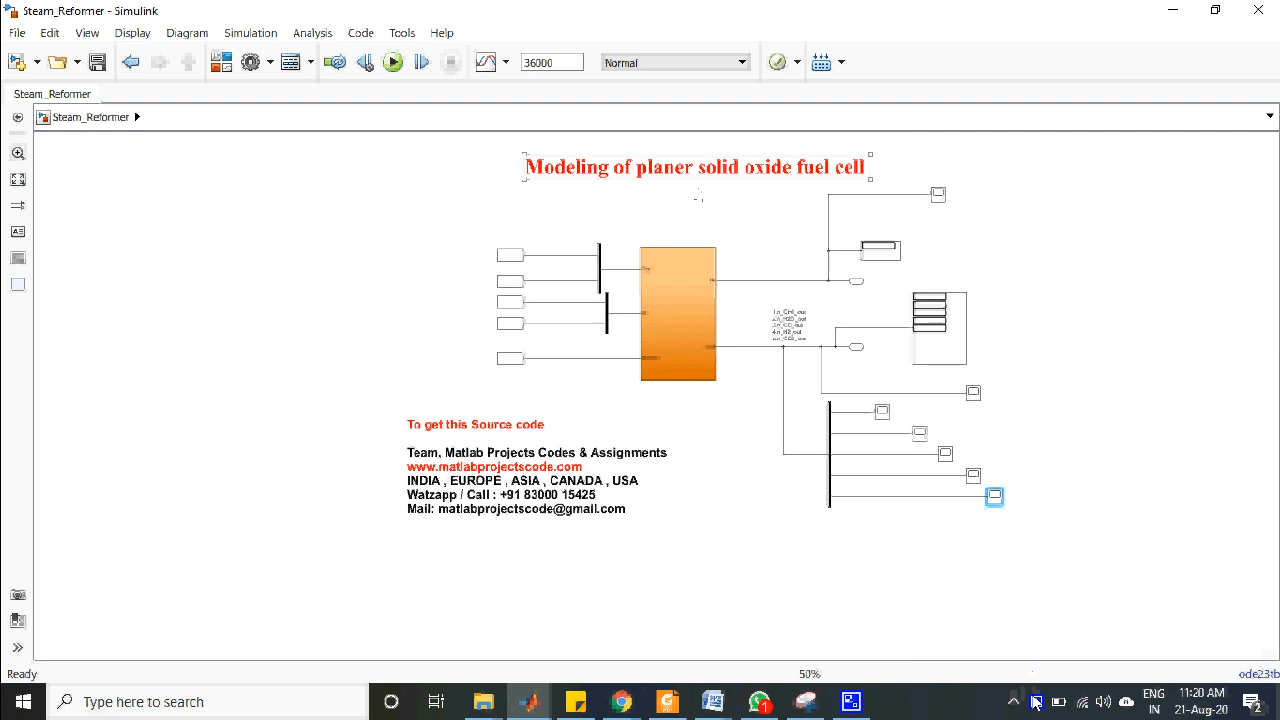 Steam_Reformer - Simulink
File Edit View Display Diagram Simulation Analysis Code Tools Help
36000 Normal
Steam_Reformer
Steam_Reformer
Modeling of planer solid oxide fuel cell
To get this Source code
Team, Matlab Projects Codes & Assignments
www.matlabprojectscode.com
INDIA , EUROPE , ASIA , CANADA , USA
Watzapp / Call : +91 83000 15425
Mail: matlabprojectscode@gmail.com
Ready 50% ode23tb
Type here to search 1 ENG 11:20 AM
IN 21-Aug-20 2